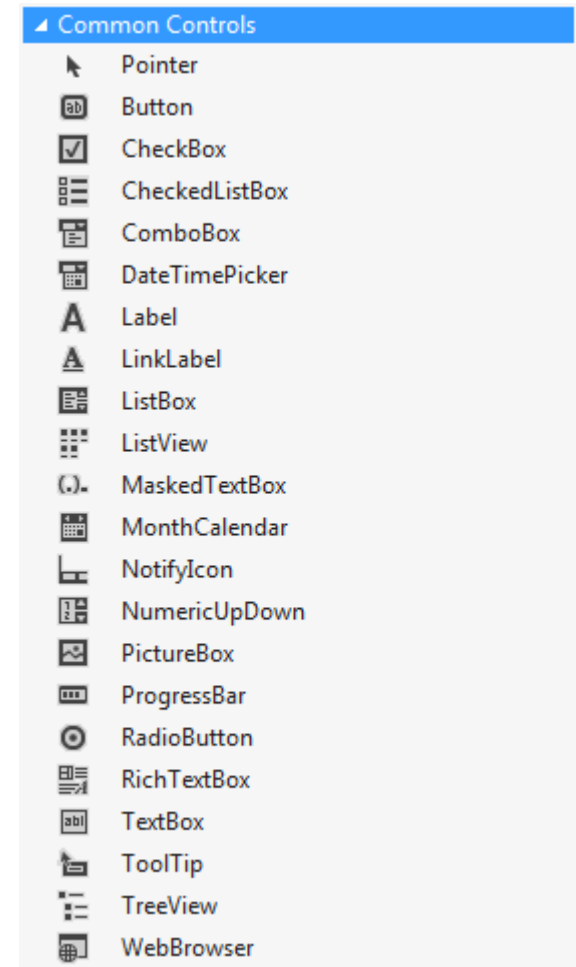 Common Controls
Pointer
Button
CheckBox
CheckedListBox
ComboBox
DateTimePicker
Label
LinkLabel
ListBox
ListView
MaskedTextBox
MonthCalendar
NotifyIcon
NumericUpDown
PictureBox
ProgressBar
RadioButton
RichTextBox
TextBox
ToolTip
TreeView
WebBrowser